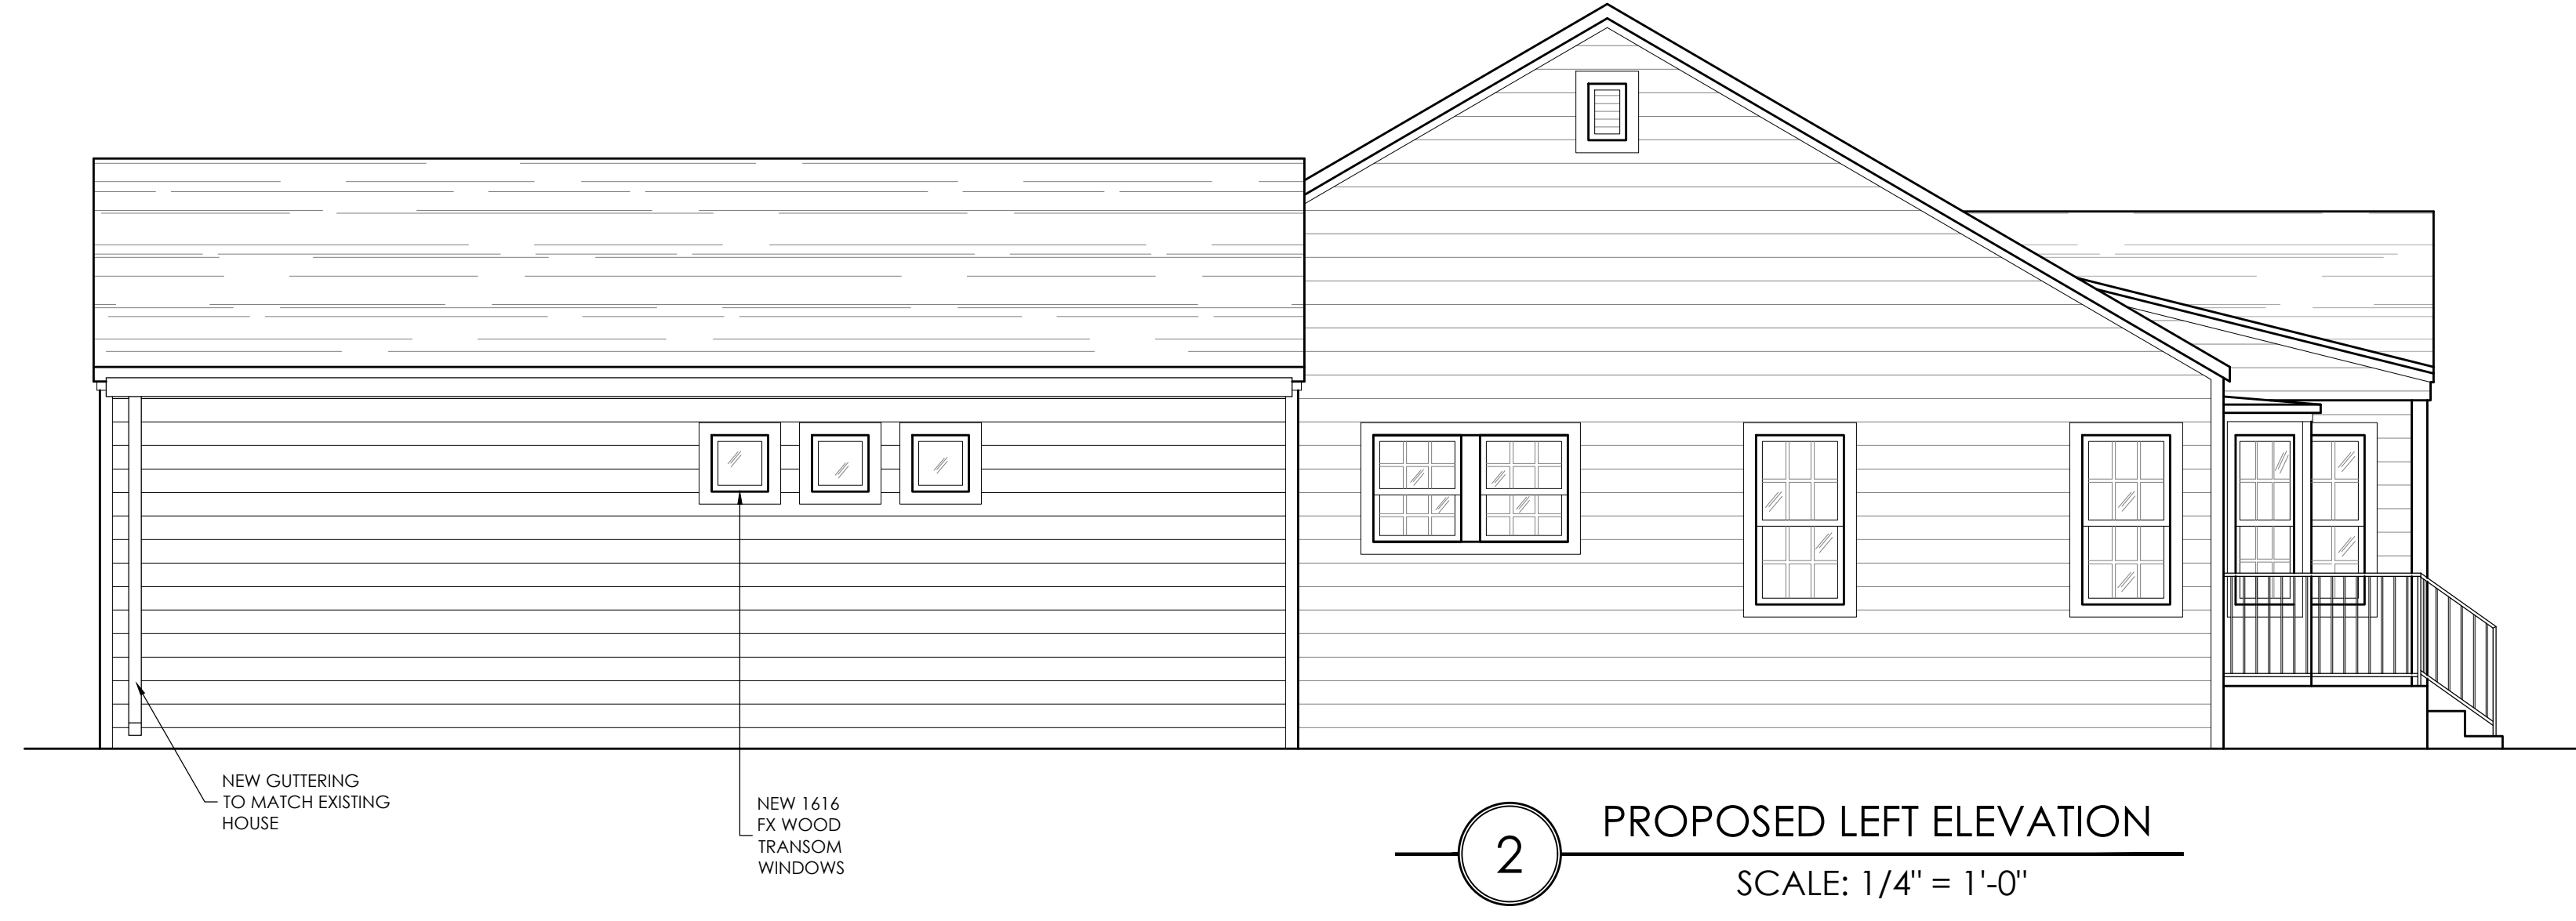 NEW GUTTERING
TO MATCH EXISTING
HOUSE
NEW 1616
FX WOOD
TRANSOM
WINDOWS
2
PROPOSED LEFT ELEVATION
SCALE: 1/4" = 1'-0"